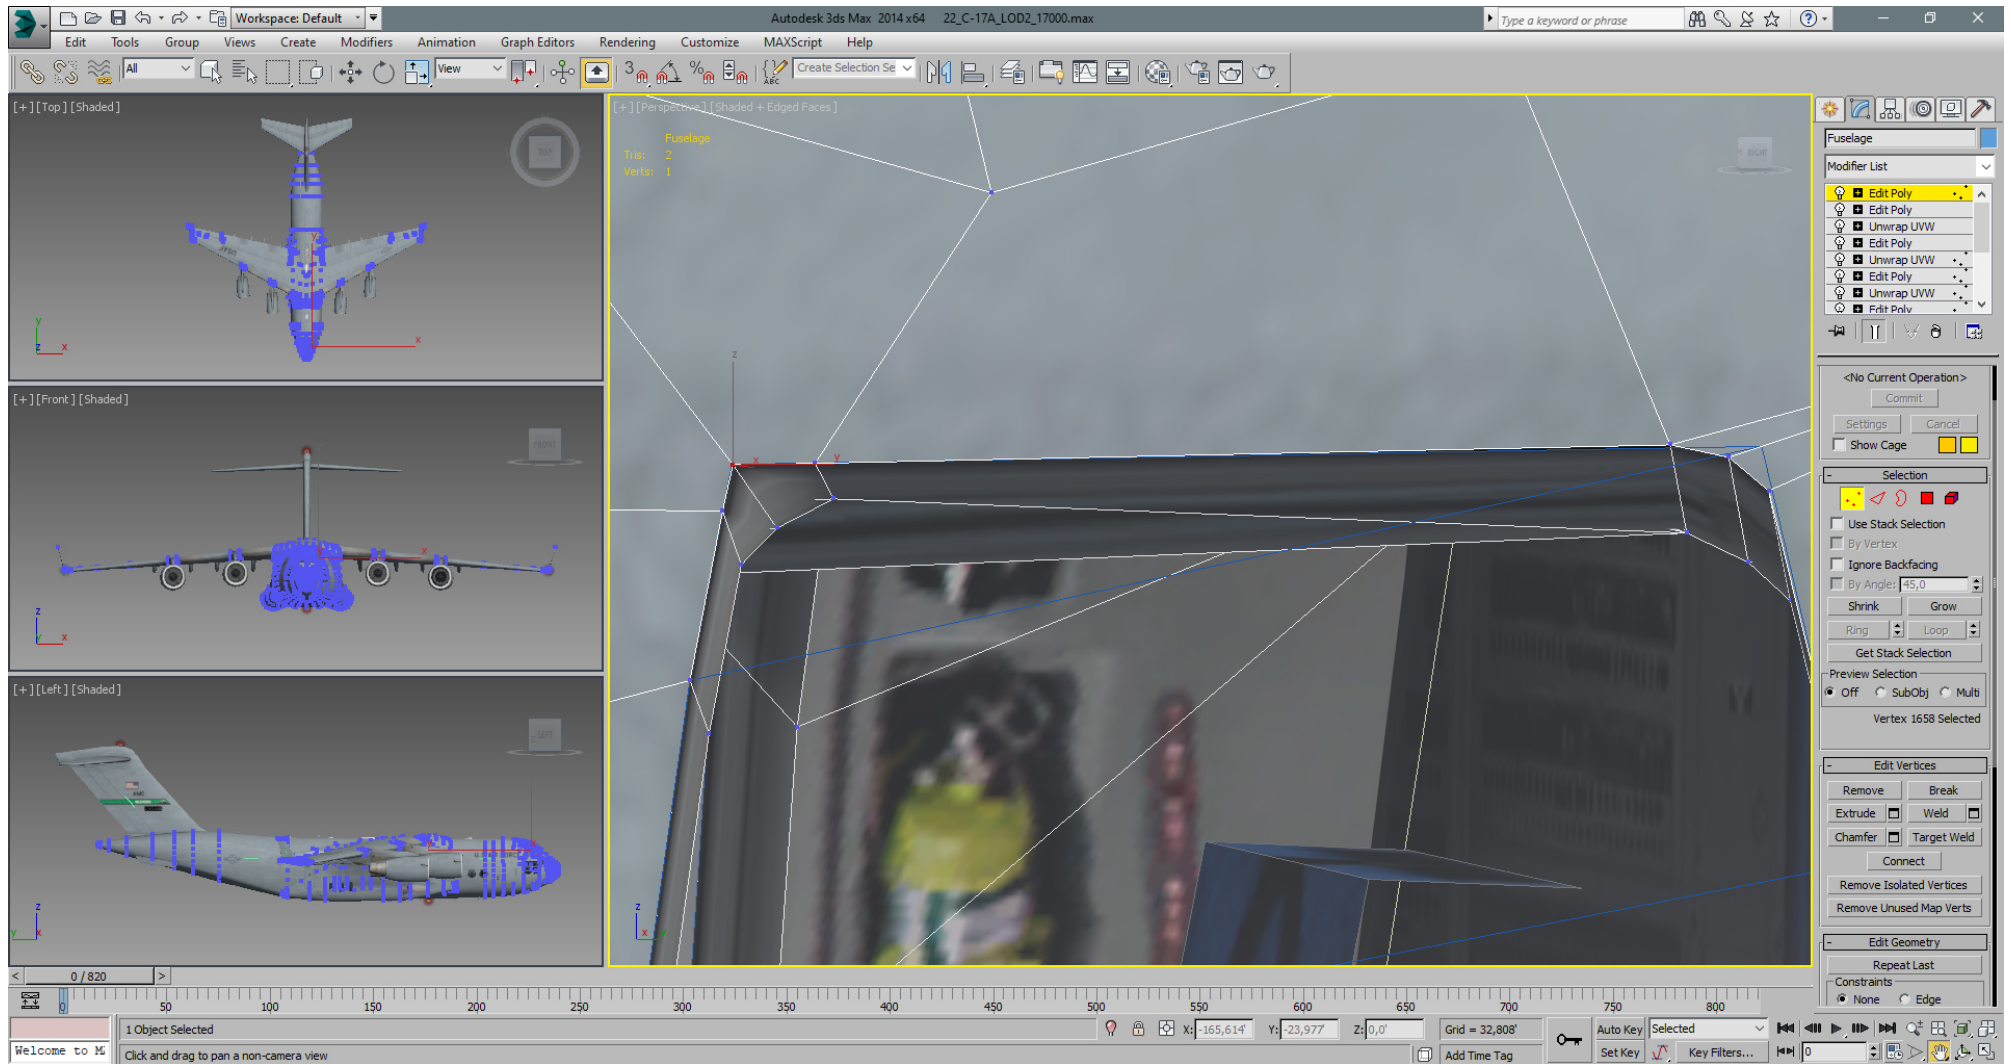 Workspace: Default
Autodesk 3ds Max 2014 x64 22_C-17A_LOD2_17000.max
Type a keyword or phrase
Edit Tools Group Views Create Modifiers Animation Graph Editors Rendering Customize MAXScript Help
All
View
3
%
ABC
Create Selection Se
[+][Top][Shaded]
TOP
[+][Front][Shaded]
FRONT
[+][Left][Shaded]
LEFT
[+][Perspective][Shaded + Edged Faces]
Fuselage
Tris: 2
Verts: 1
RIGHT
Fuselage
Modifier List
Edit Poly
Edit Poly
Unwrap UVW
Edit Poly
Unwrap UVW
Edit Poly
Unwrap UVW
Edit Poly
<No Current Operation>
Commit
Settings Cancel
Show Cage
- Selection
Use Stack Selection
By Vertex
Ignore Backfacing
By Angle: 45,0
Shrink Grow
Ring Loop
Get Stack Selection
Preview Selection
Off SubObj Multi
Vertex 1658 Selected
- Edit Vertices
Remove Break
Extrude Weld
Chamfer Target Weld
Connect
Remove Isolated Vertices
Remove Unused Map Verts
- Edit Geometry
Repeat Last
Constraints
None Edge
< 0 / 820 >
0 50 100 150 200 250 300 350 400 450 500 550 600 650 700 750 800
1 Object Selected
X: -165,614' Y: -23,977' Z: 0,0' Grid = 32,808' Auto Key Selected
Welcome to M
Click and drag to pan a non-camera view
Add Time Tag Set Key Key Filters... 0